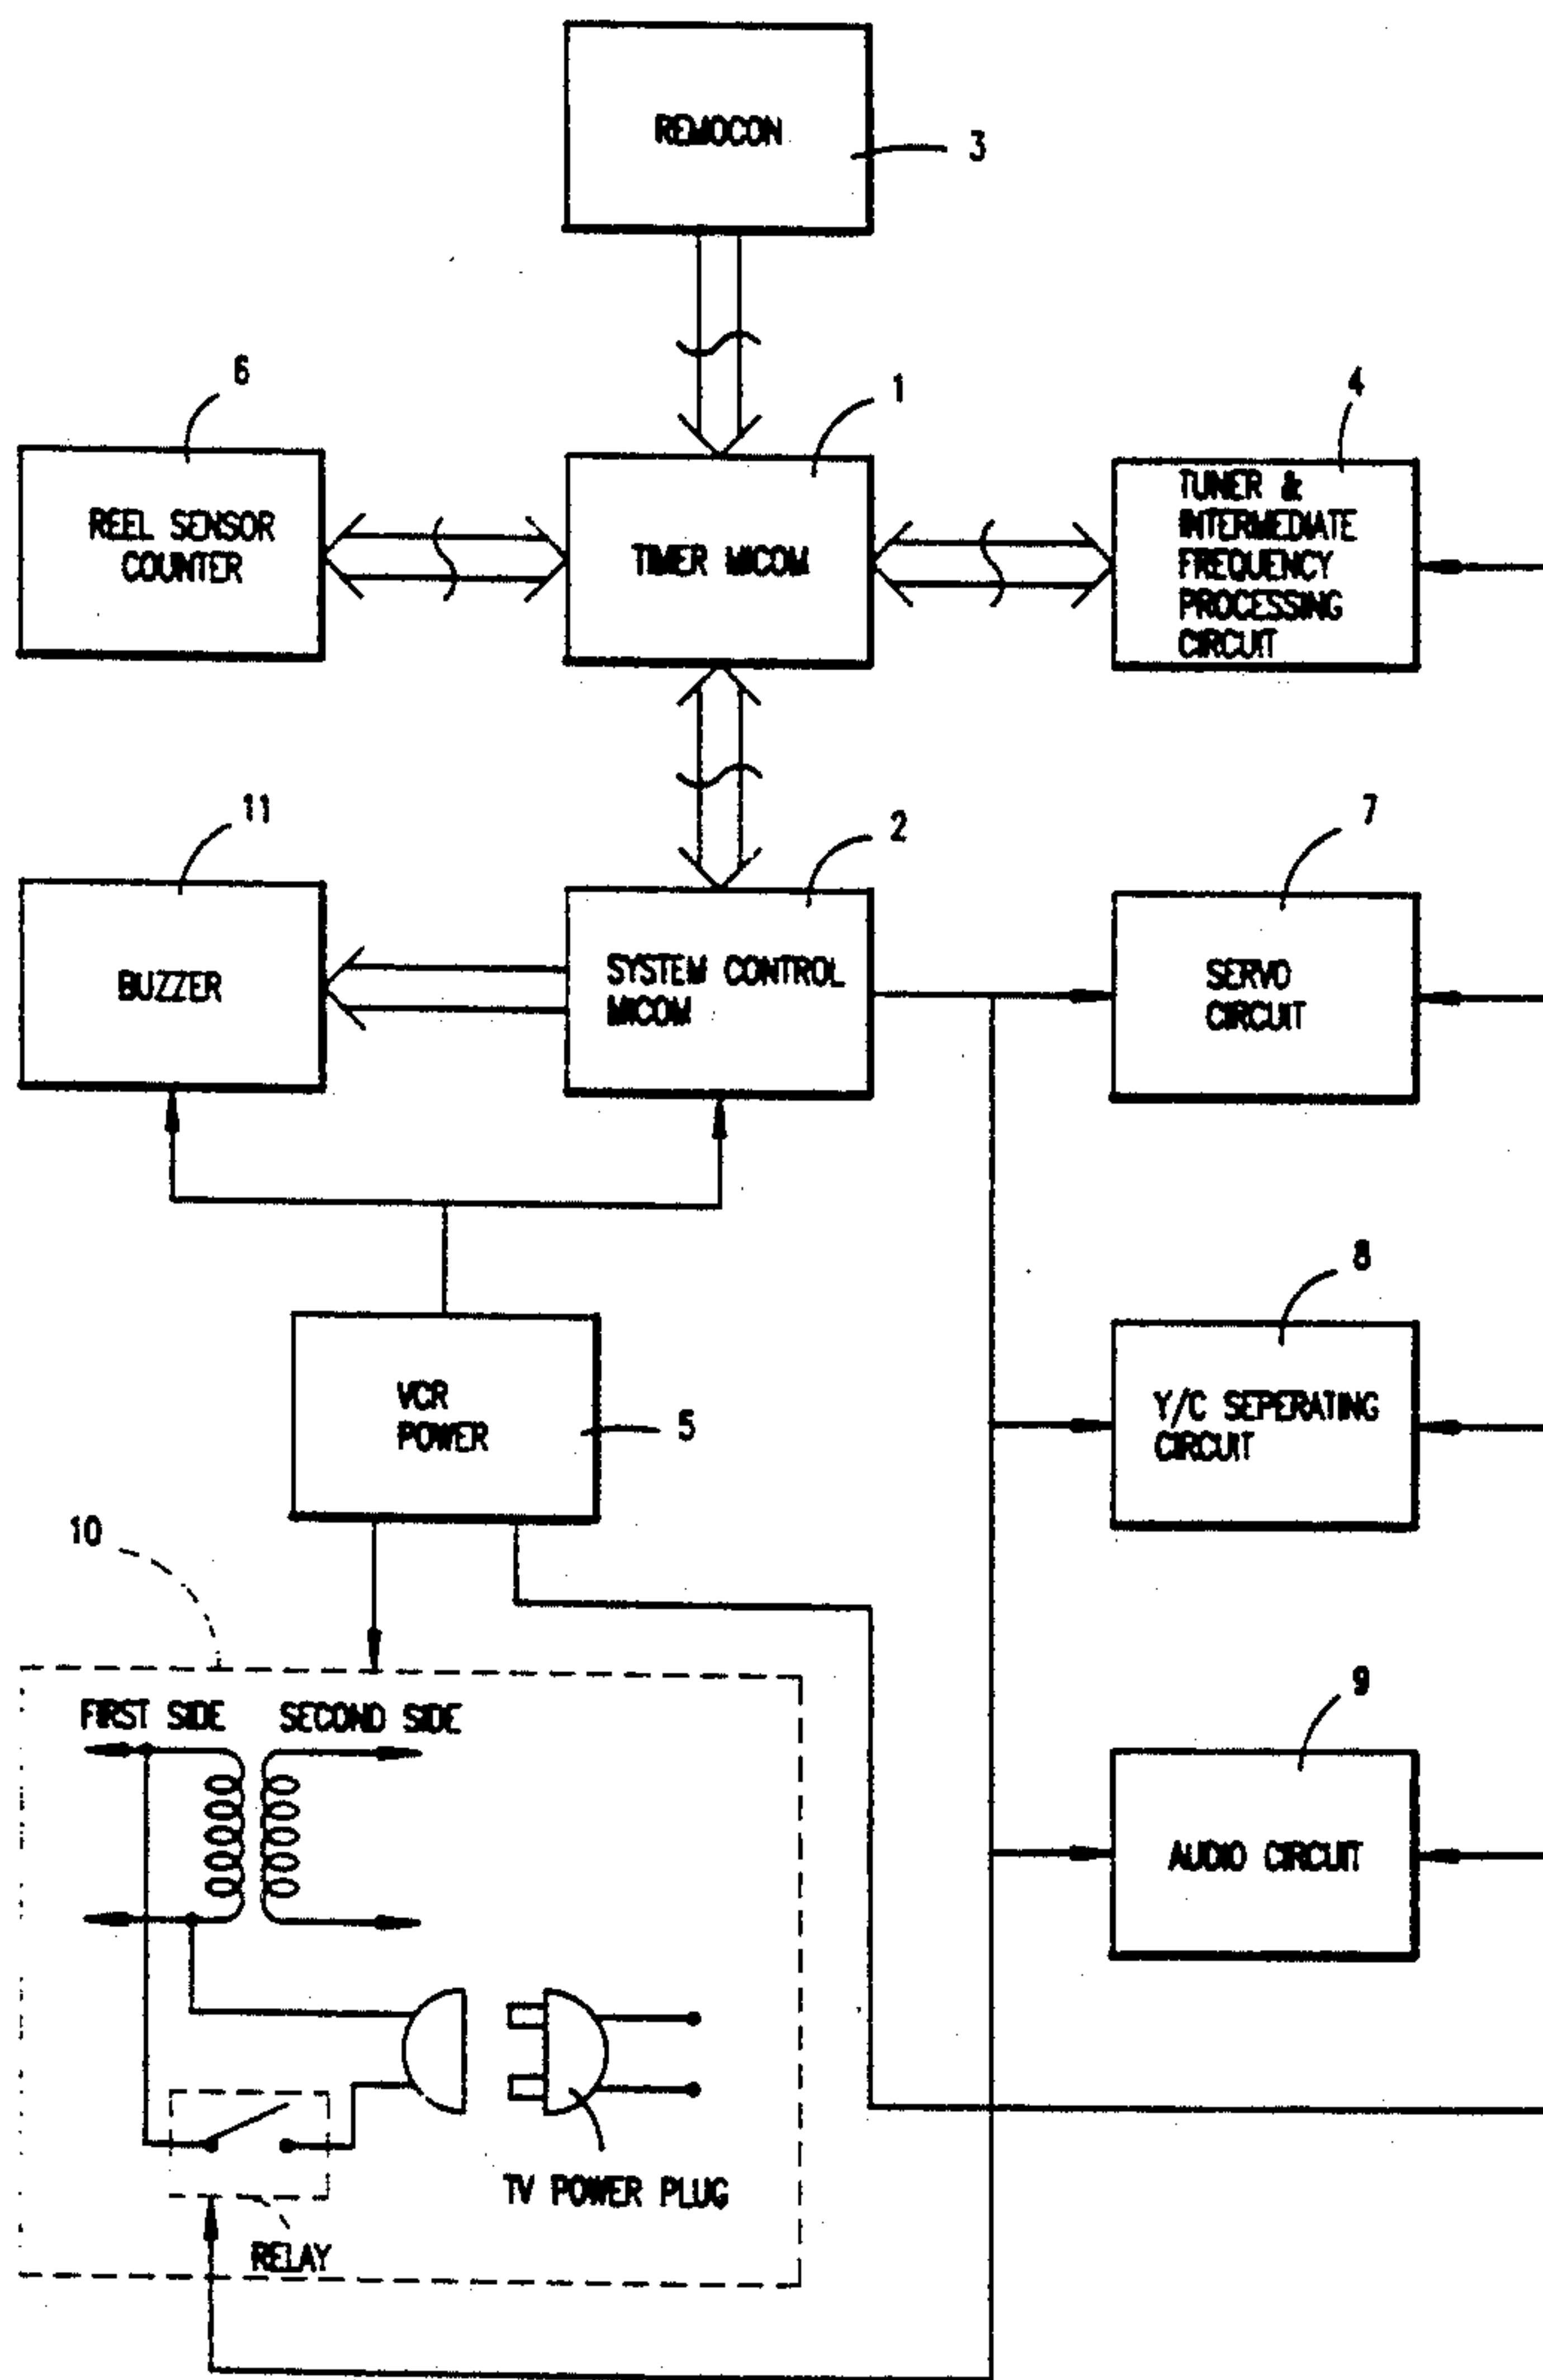 REMOCON
3
6
1
4
REEL SENSOR
COUNTER
TIMER MICOM
TUNER &
INTERMEDIATE
FREQUENCY
PROCESSING
CIRCUIT
11
2
7
BUZZER
SYSTEM CONTROL
MICOM
SERVO
CIRCUIT
8
VCR
POWER
5
Y/C SEPERATING
CIRCUIT
10
FIRST SIDE
SECOND SIDE
9
AUDIO CIRCUIT
TV POWER PLUG
RELAY